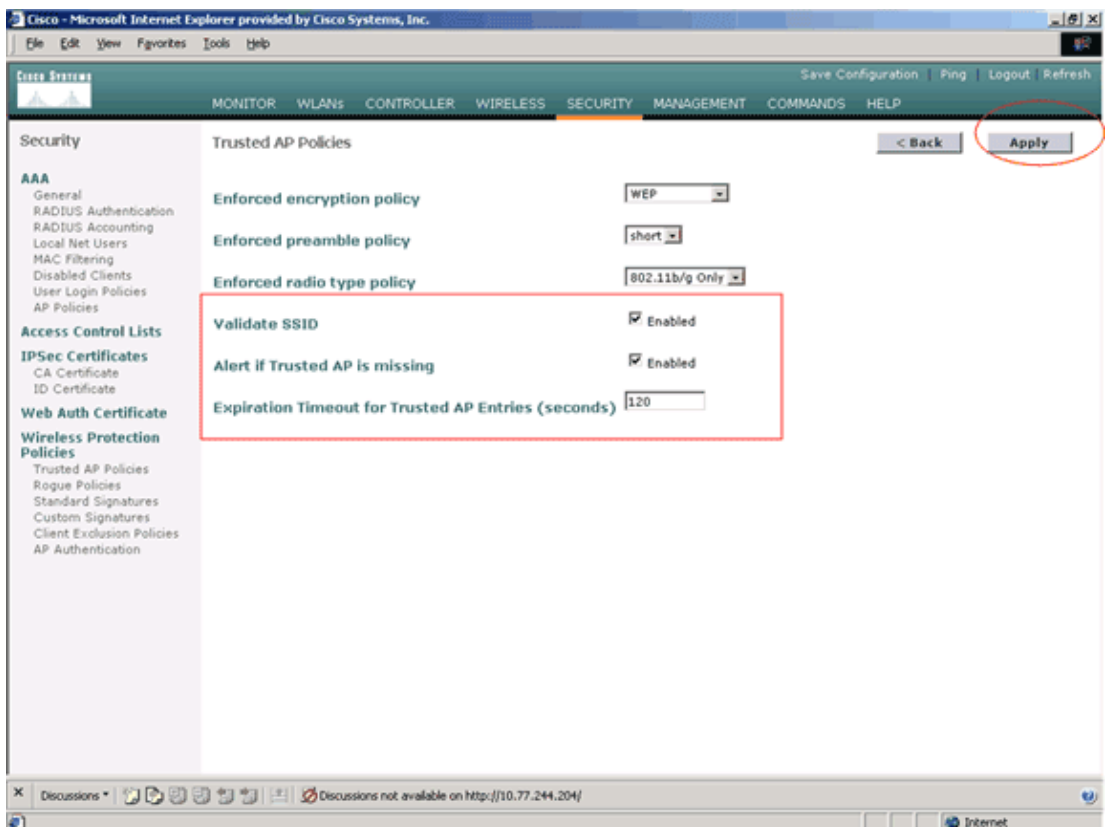 Cisco - Microsoft Internet Explorer provided by Cisco Systems, Inc.
File Edit View Favorites Tools Help
Cisco Systems
Save Configuration | Ping | Logout | Refresh
MONITOR WLANs CONTROLLER WIRELESS SECURITY MANAGEMENT COMMANDS HELP
Security
Trusted AP Policies
< Back
Apply
AAA
General
RADIUS Authentication
RADIUS Accounting
Local Net Users
MAC Filtering
Disabled Clients
User Login Policies
AP Policies
Access Control Lists
IPSec Certificates
CA Certificate
ID Certificate
Web Auth Certificate
Wireless Protection
Policies
Trusted AP Policies
Rogue Policies
Standard Signatures
Custom Signatures
Client Exclusion Policies
AP Authentication
Enforced encryption policy WEP
Enforced preamble policy short
Enforced radio type policy 802.11b/g Only
Validate SSID Enabled
Alert if Trusted AP is missing Enabled
Expiration Timeout for Trusted AP Entries (seconds) 120
Discussions Discussions not available on http://10.77.244.204/
Internet